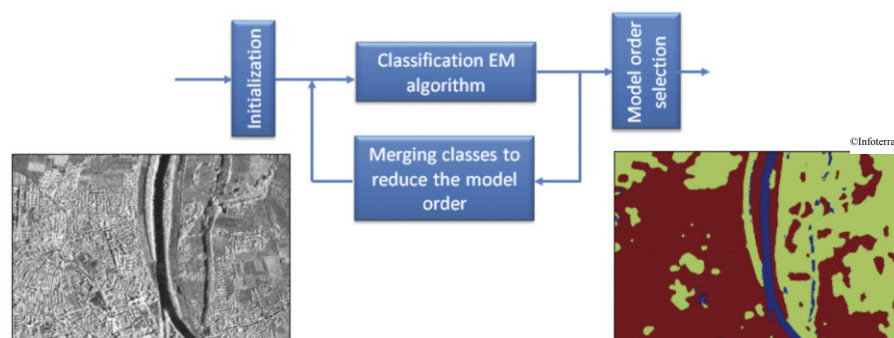 Initialization
Classification EM
algorithm
Merging classes to
reduce the model
order
Model order
selection
©Infoterra